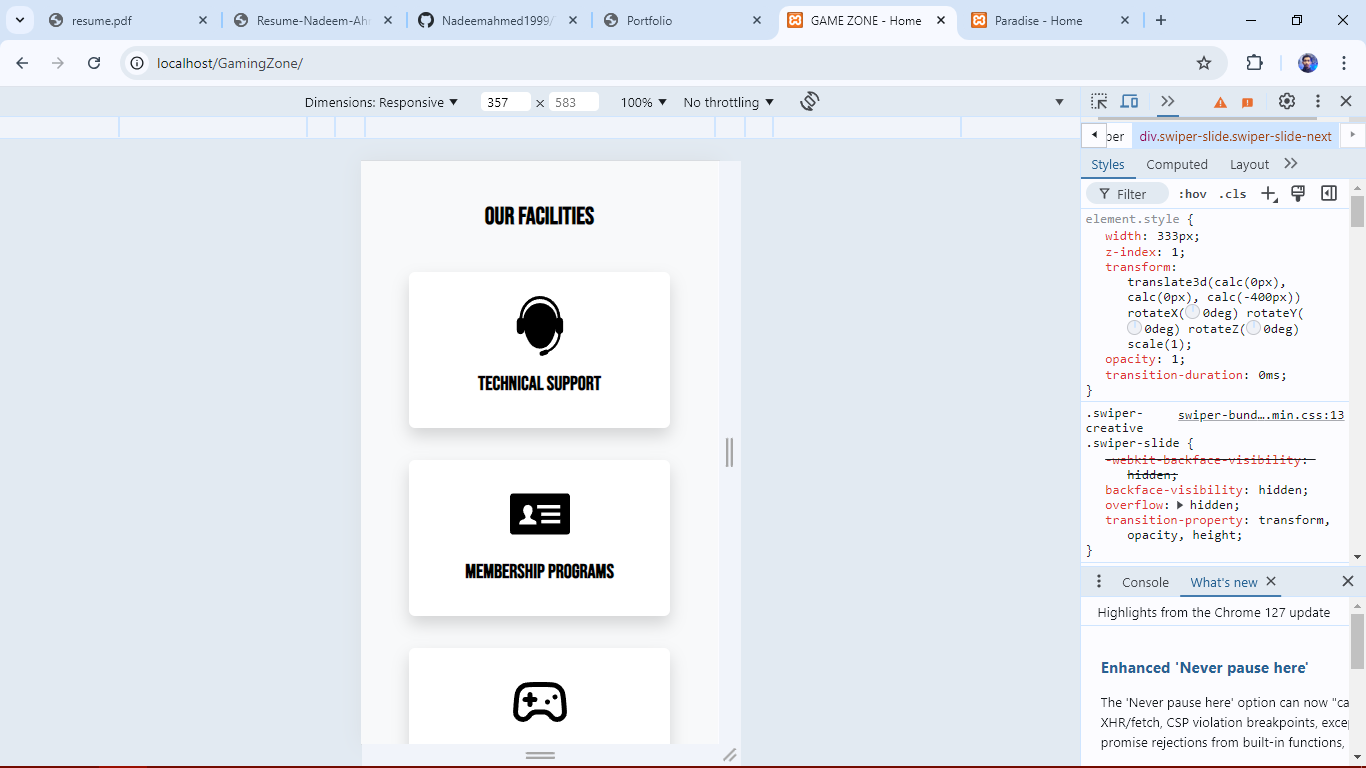 resume.pdf
Resume-Nadeem-Ah
Nadeemahmed1999/
Portfolio
GAME ZONE - Home
Paradise - Home
localhost/GamingZone/
Dimensions: Responsive
357 × 583
100%
No throttling
per
div.swiper-slide.swiper-slide-next
Styles
Computed
Layout
Filter
:hov
.cls
element.style {
width: 333px;
z-index: 1;
transform:
translate3d(calc(0px),
calc(0px), calc(-400px))
rotateX(0deg) rotateY(
0deg) rotateZ(0deg)
scale(1);
opacity: 1;
transition-duration: 0ms;
}
.swiper- swiper-bund….min.css:13
creative
.swiper-slide {
-webkit-backface-visibility:
hidden;
backface-visibility: hidden;
overflow: hidden;
transition-property: transform,
opacity, height;
}
Console
What's new
Highlights from the Chrome 127 update
Enhanced 'Never pause here'
The 'Never pause here' option can now "ca
XHR/fetch, CSP violation breakpoints, exce
promise rejections from built-in functions,
OUR FACILITIES
TECHNICAL SUPPORT
MEMBERSHIP PROGRAMS